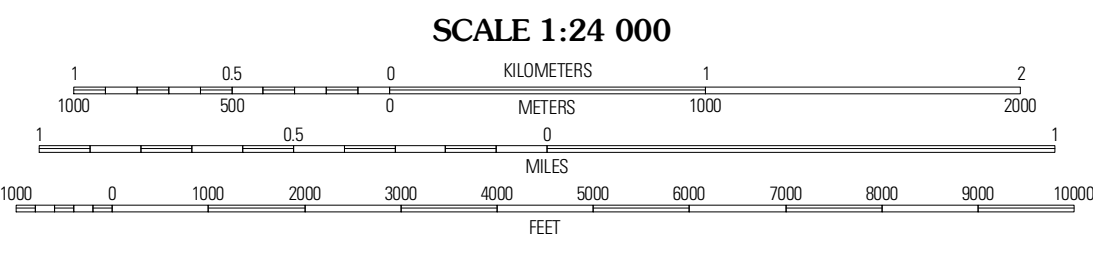 SCALE 1:24 000
1 0.5 0 KILOMETERS 1 2
1000 500 0 METERS 1000 2000
1 0.5 0 1
MILES
1000 0 1000 2000 3000 4000 5000 6000 7000 8000 9000 10000
FEET